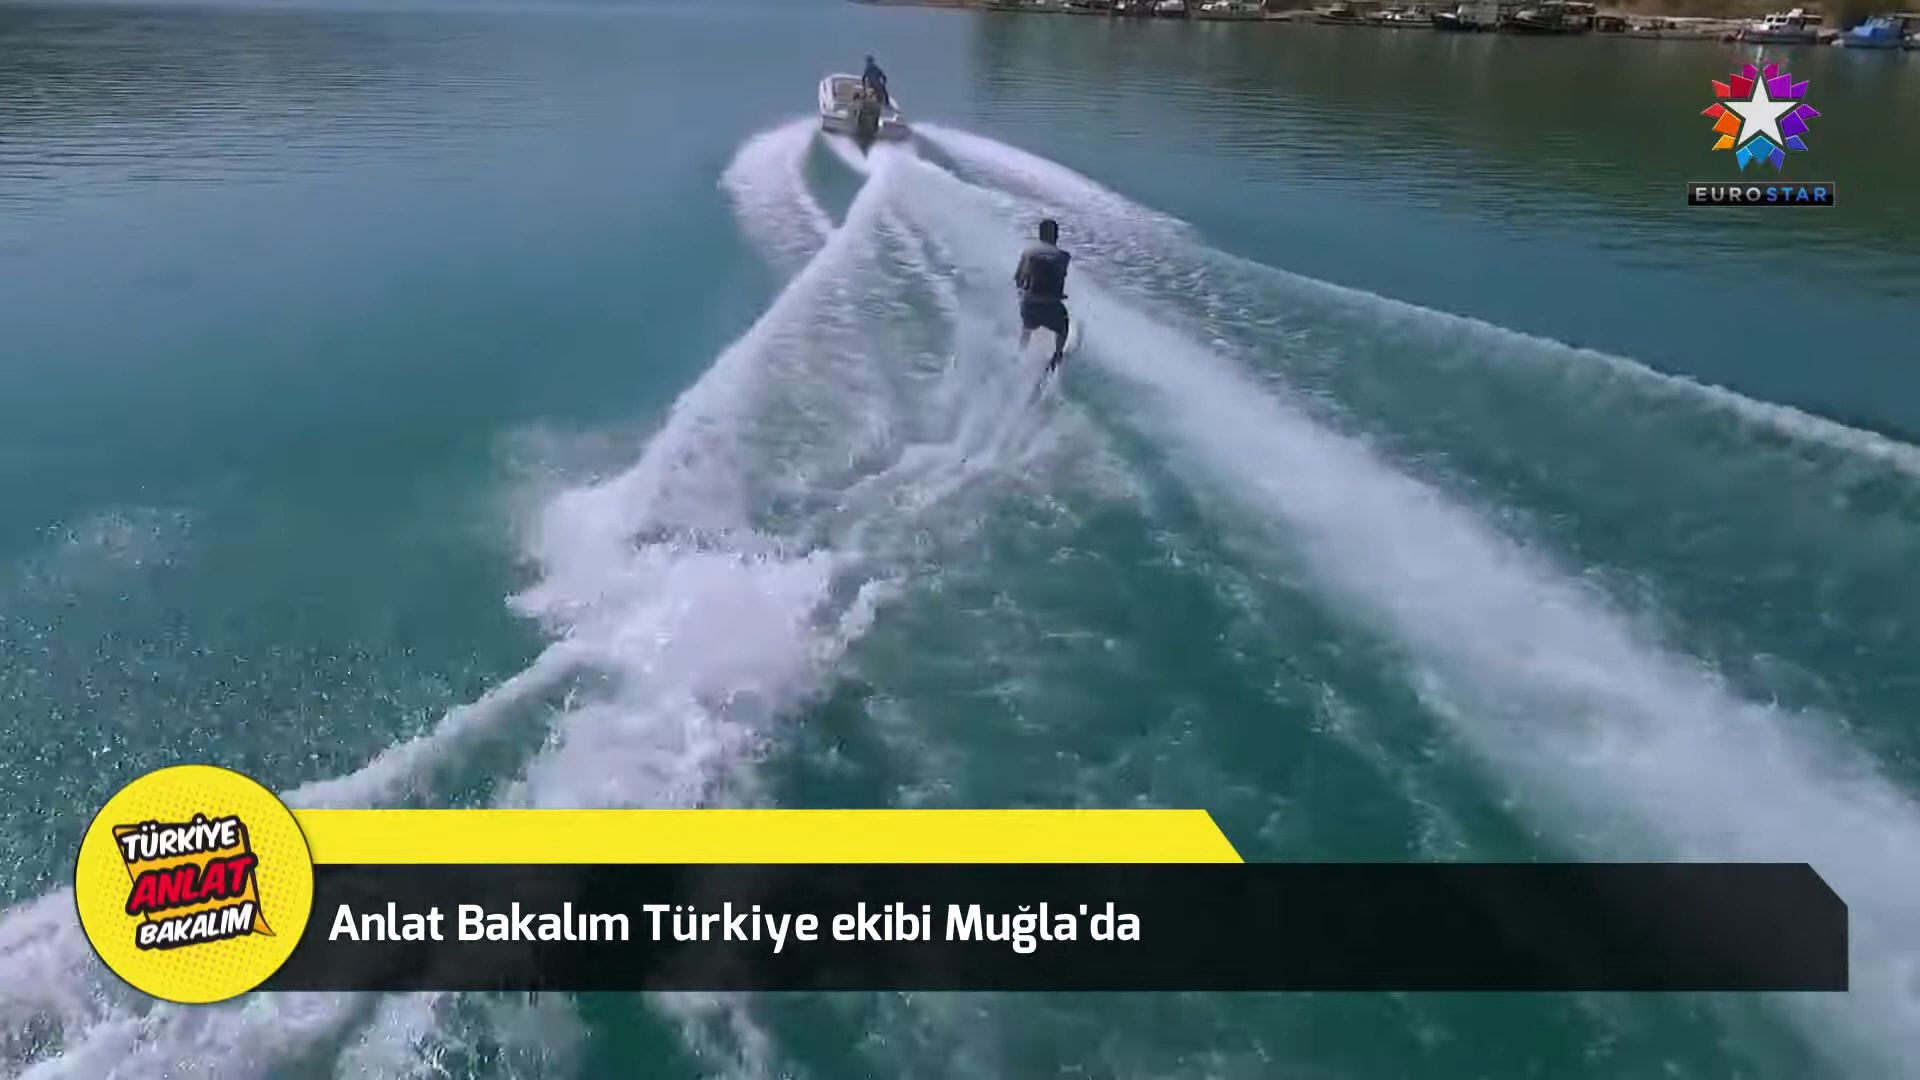 EUROSTAR
TÜRKİYE
ANLAT
BAKALIM
Anlat Bakalım Türkiye ekibi Muğla'da